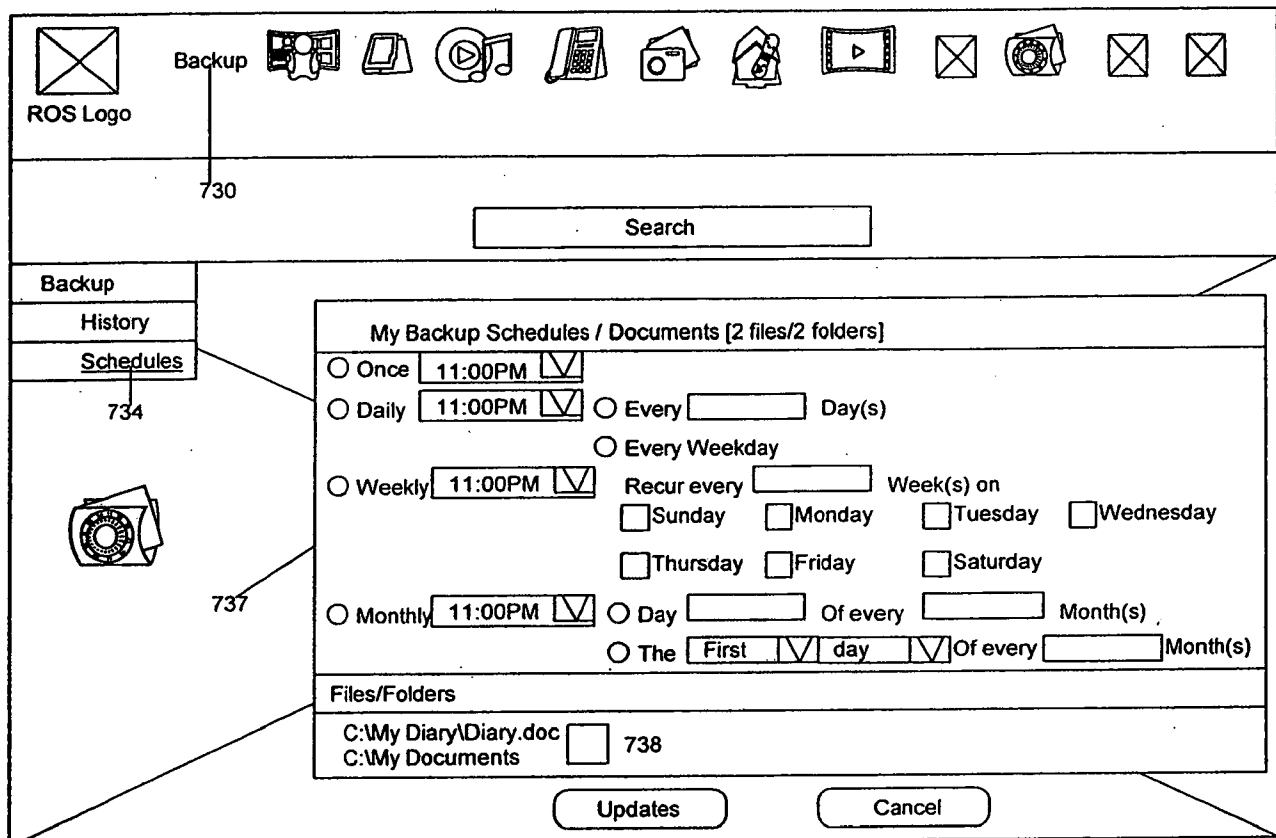 Backup
ROS Logo
730
Search
Backup
History
Schedules
734
My Backup Schedules / Documents [2 files/2 folders]
Once 11:00PM
Daily 11:00PM Every Day(s)
Every Weekday
Weekly 11:00PM Recur every Week(s) on
Sunday Monday Tuesday Wednesday
Thursday Friday Saturday
737
Monthly 11:00PM Day Of every Month(s)
The First day Of every Month(s)
Files/Folders
C:\My Diary\Diary.doc
C:\My Documents
738
Updates Cancel